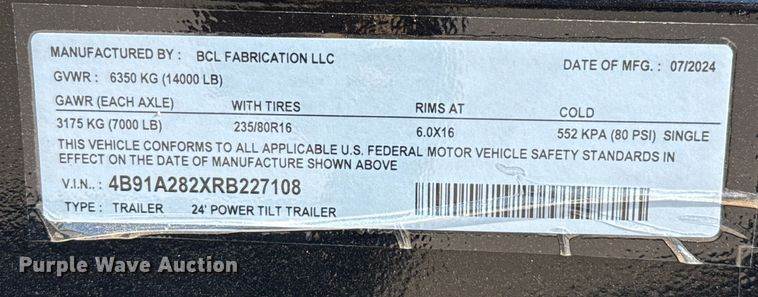 MANUFACTURED BY : BCL FABRICATION LLC DATE OF MFG. : 07/2024
GVWR : 6350 KG (14000 LB)
GAWR (EACH AXLE) WITH TIRES RIMS AT COLD
3175 KG (7000 LB) 235/80R16 6.0X16 552 KPA (80 PSI) SINGLE
THIS VEHICLE CONFORMS TO ALL APPLICABLE U.S. FEDERAL MOTOR VEHICLE SAFETY STANDARDS IN
EFFECT ON THE DATE OF MANUFACTURE SHOWN ABOVE
V.I.N.. : 4B91A282XRB227108
TYPE : TRAILER 24' POWER TILT TRAILER
Purple Wave Auction